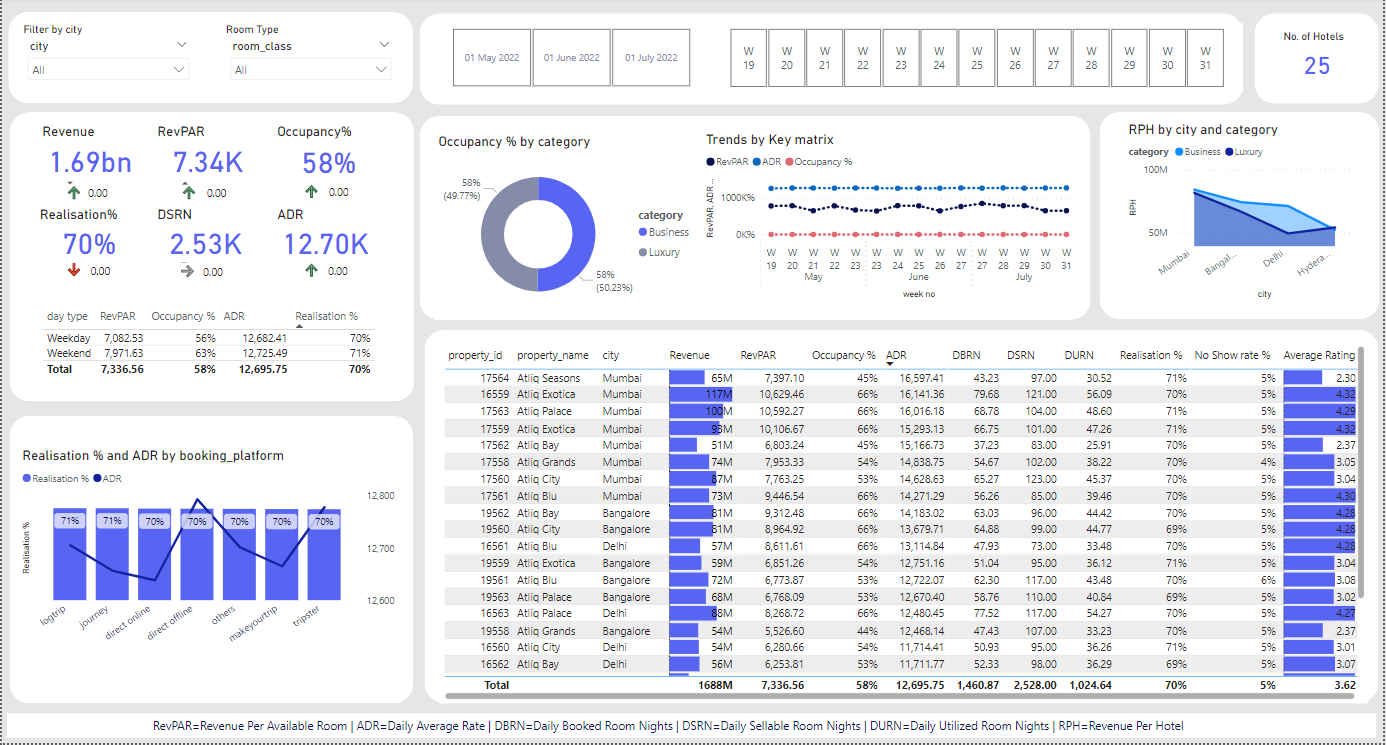 Filter by city
city
All
Room Type
room_class
All
01 May 2022 01 June 2022 01 July 2022
W 19 W 20 W 21 W 22 W 23 W 24 W 25 W 26 W 27 W 28 W 29 W 30 W 31
No. of Hotels
25
Revenue RevPAR Occupancy%
1.69bn 7.34K 58%
0.00 0.00 0.00
Realisation% DSRN ADR
70% 2.53K 12.70K
0.00 0.00 0.00
day type RevPAR Occupancy % ADR Realisation %
Weekday 7,082.53 56% 12,682.41 70%
Weekend 7,971.63 63% 12,725.49 71%
Total 7,336.56 58% 12,695.75 70%
Occupancy % by category
58%
(49.77%)
58%
(50.23%)
category
Business
Luxury
Trends by Key matrix
RevPAR ADR Occupancy %
RevPAR, ADR ...
1000K%
0K%
W 19 W 20 W 21 W 22 W 23 W 23 W 24 W 25 W 26 W 27 W 27 W 28 W 29 W 30 W 31
May June July
week no
RPH by city and category
category Business Luxury
RPH
100M
50M
Mumbai Bangal... Delhi Hydera...
city
Realisation % and ADR by booking_platform
Realisation % ADR
Realisation %
71% 71% 70% 70% 70% 70% 70%
12,800
12,700
12,600
logtrip journey direct online direct offline others makeyourtrip tripster
property_id property_name city Revenue RevPAR Occupancy % ADR DBRN DSRN DURN Realisation % No Show rate % Average Rating
17564 Atliq Seasons Mumbai 65M 7,397.10 45% 16,597.41 43.23 97.00 30.52 71% 5% 2.30
16559 Atliq Exotica Mumbai 117M 10,629.46 66% 16,141.36 79.68 121.00 56.09 70% 5% 4.32
17563 Atliq Palace Mumbai 100M 10,592.27 66% 16,016.18 68.78 104.00 48.60 71% 5% 4.29
17559 Atliq Exotica Mumbai 93M 10,106.67 66% 15,293.13 66.75 101.00 47.26 71% 5% 4.32
17562 Atliq Bay Mumbai 51M 6,803.24 45% 15,166.73 37.23 83.00 25.91 70% 5% 2.37
17558 Atliq Grands Mumbai 74M 7,953.33 54% 14,838.75 54.67 102.00 38.22 70% 4% 3.05
17560 Atliq City Mumbai 87M 7,763.25 53% 14,628.63 65.27 123.00 45.37 70% 5% 3.04
17561 Atliq Blu Mumbai 73M 9,446.54 66% 14,271.29 56.26 85.00 39.46 70% 5% 4.30
19562 Atliq Bay Bangalore 81M 9,312.48 66% 14,183.02 63.03 96.00 44.42 70% 5% 4.28
19560 Atliq City Bangalore 81M 8,964.92 66% 13,679.71 64.88 99.00 44.77 69% 5% 4.28
16561 Atliq Blu Delhi 57M 8,611.61 66% 13,114.84 47.93 73.00 33.48 70% 5% 4.28
19559 Atliq Exotica Bangalore 59M 6,851.26 54% 12,751.16 51.04 95.00 36.12 71% 5% 3.04
19561 Atliq Blu Bangalore 72M 6,773.87 53% 12,722.07 62.30 117.00 43.48 70% 6% 3.08
19563 Atliq Palace Bangalore 68M 6,768.09 53% 12,670.40 58.76 110.00 40.84 69% 5% 3.02
16563 Atliq Palace Delhi 88M 8,268.72 66% 12,480.45 77.52 117.00 54.27 70% 5% 4.27
19558 Atliq Grands Bangalore 54M 5,526.60 44% 12,468.14 47.43 107.00 33.23 70% 5% 2.37
16560 Atliq City Delhi 54M 6,280.66 54% 11,714.41 50.93 95.00 36.26 71% 5% 3.01
16562 Atliq Bay Delhi 56M 6,253.81 53% 11,711.77 52.33 98.00 36.29 69% 5% 3.07
Total 1688M 7,336.56 58% 12,695.75 1,460.87 2,528.00 1,024.64 70% 5% 3.62
RevPAR=Revenue Per Available Room | ADR=Daily Average Rate | DBRN=Daily Booked Room Nights | DSRN=Daily Sellable Room Nights | DURN=Daily Utilized Room Nights | RPH=Revenue Per Hotel